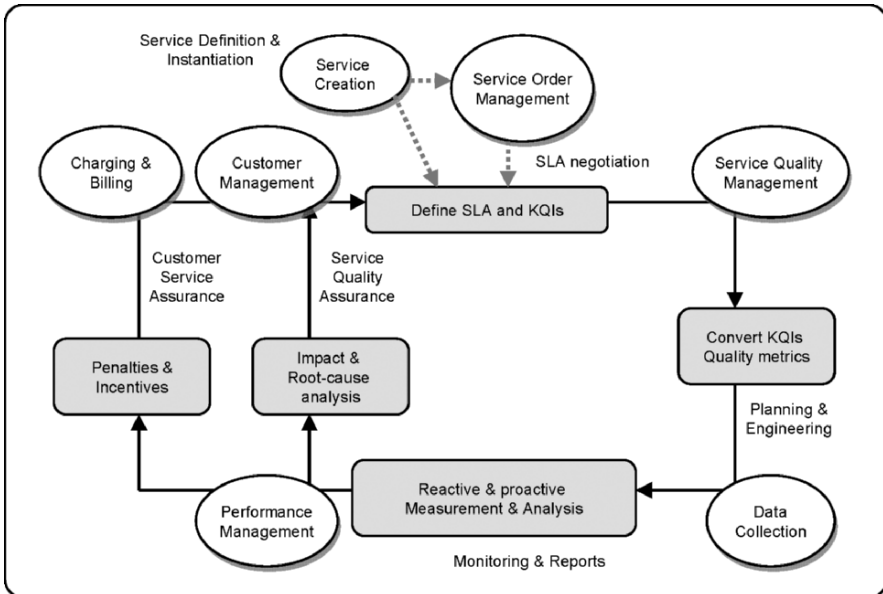 Service Definition &
Instantiation
Service
Creation
Service Order
Management
Charging &
Billing
Customer
Management
SLA negotiation
Service Quality
Management
Define SLA and KQIs
Customer
Service
Assurance
Service
Quality
Assurance
Convert KQIs
Quality metrics
Penalties &
Incentives
Impact &
Root-cause
analysis
Planning &
Engineering
Reactive & proactive
Measurement & Analysis
Performance
Management
Data
Collection
Monitoring & Reports